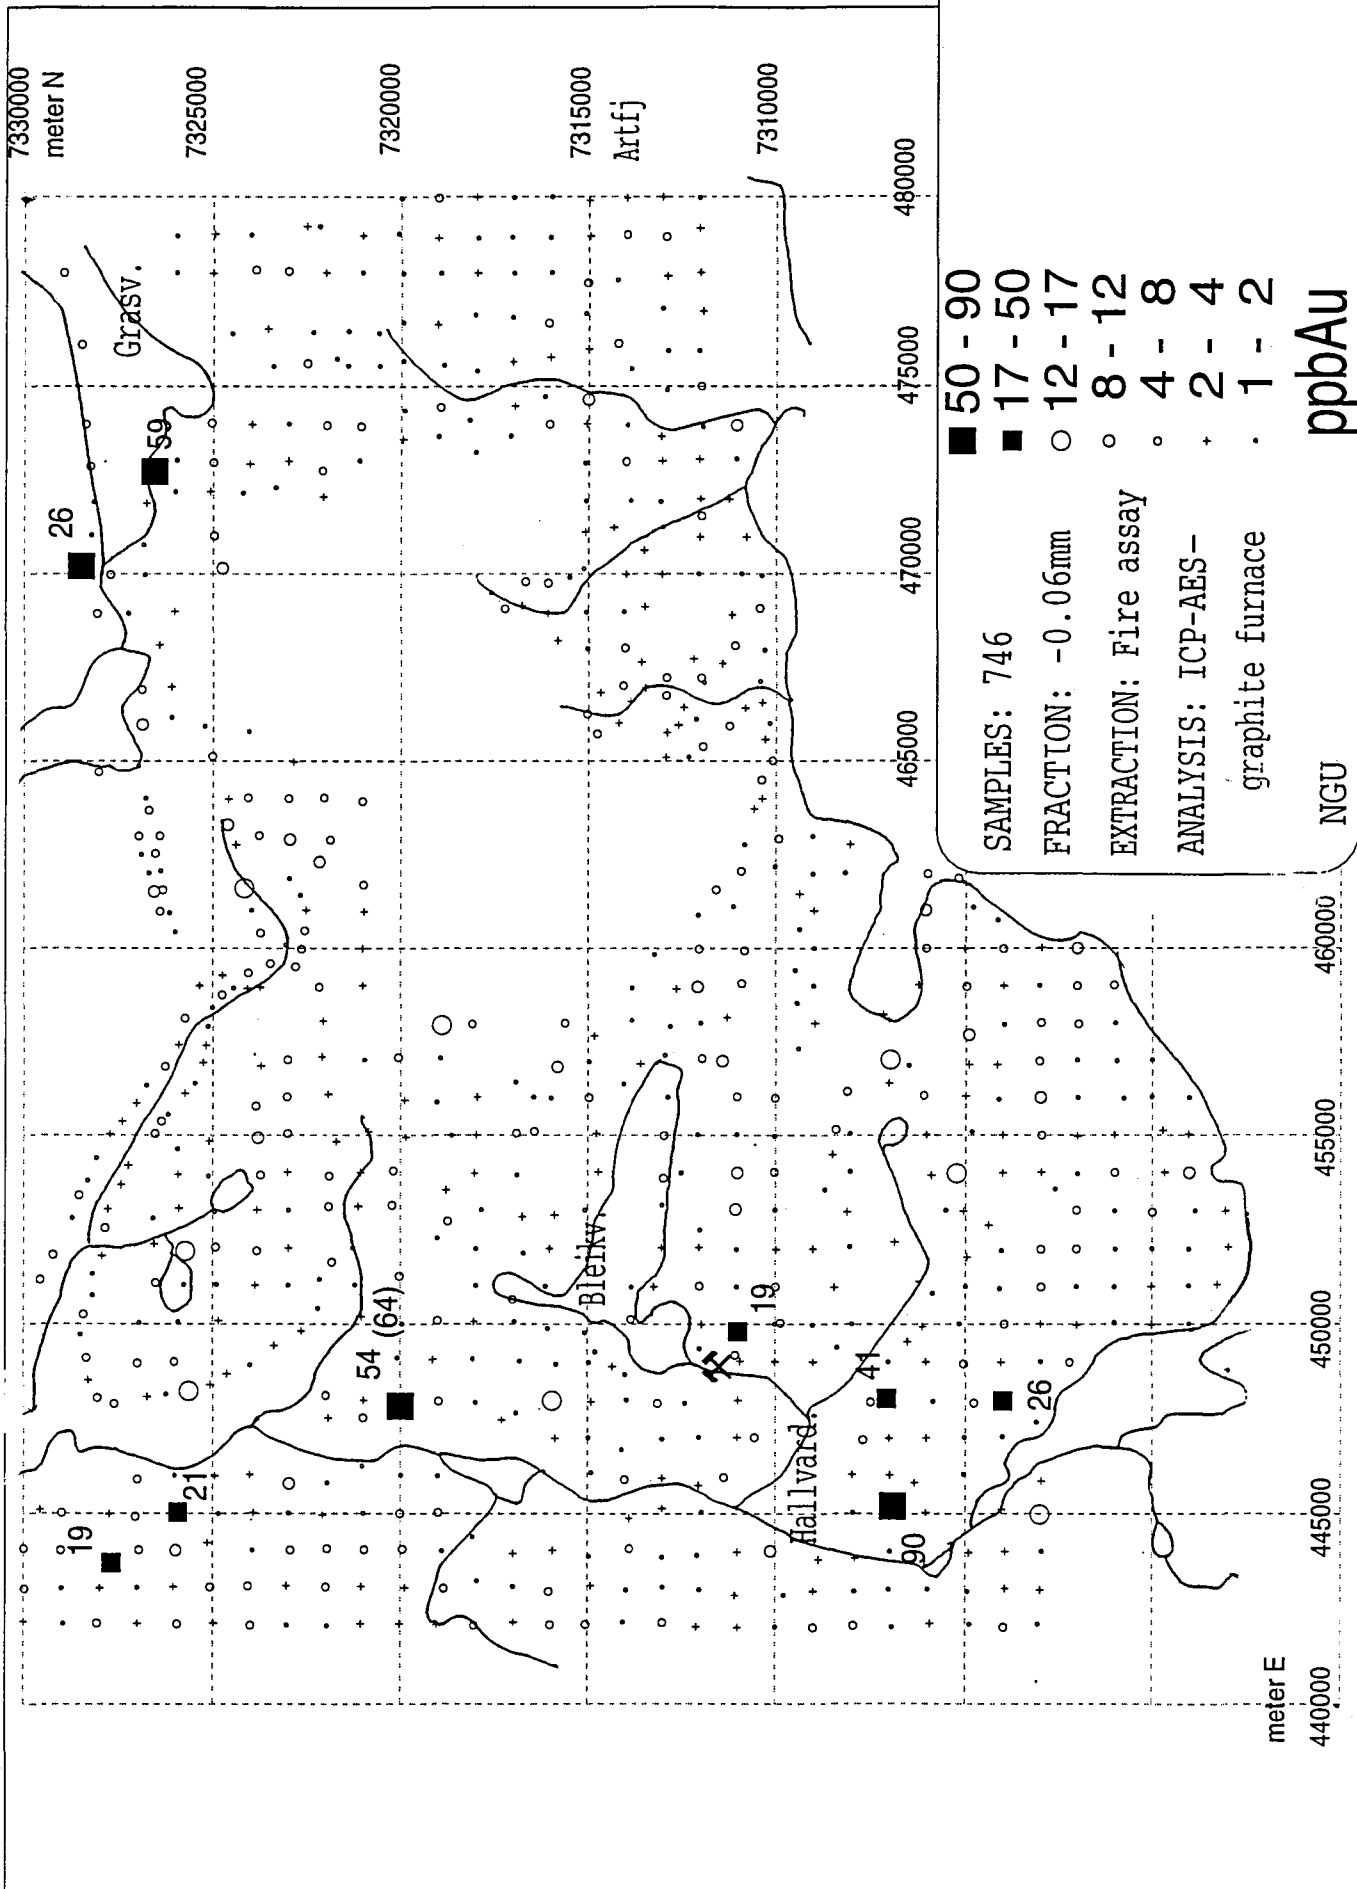 7330000
meter N
7325000
7320000
7315000
Artfj
7310000
480000
475000
470000
465000
460000
455000
450000
445000
440000
meter E
Grasv.
59
26
Bleikv.
54 (64)
19
41
26
Hallvard.
90
21
19
50 - 90
17 - 50
12 - 17
8 - 12
4 - 8
2 - 4
1 - 2
ppbAu
SAMPLES: 746
FRACTION: -0.06mm
EXTRACTION: Fire assay
ANALYSIS: ICP-AES-
graphite furnace
NGU